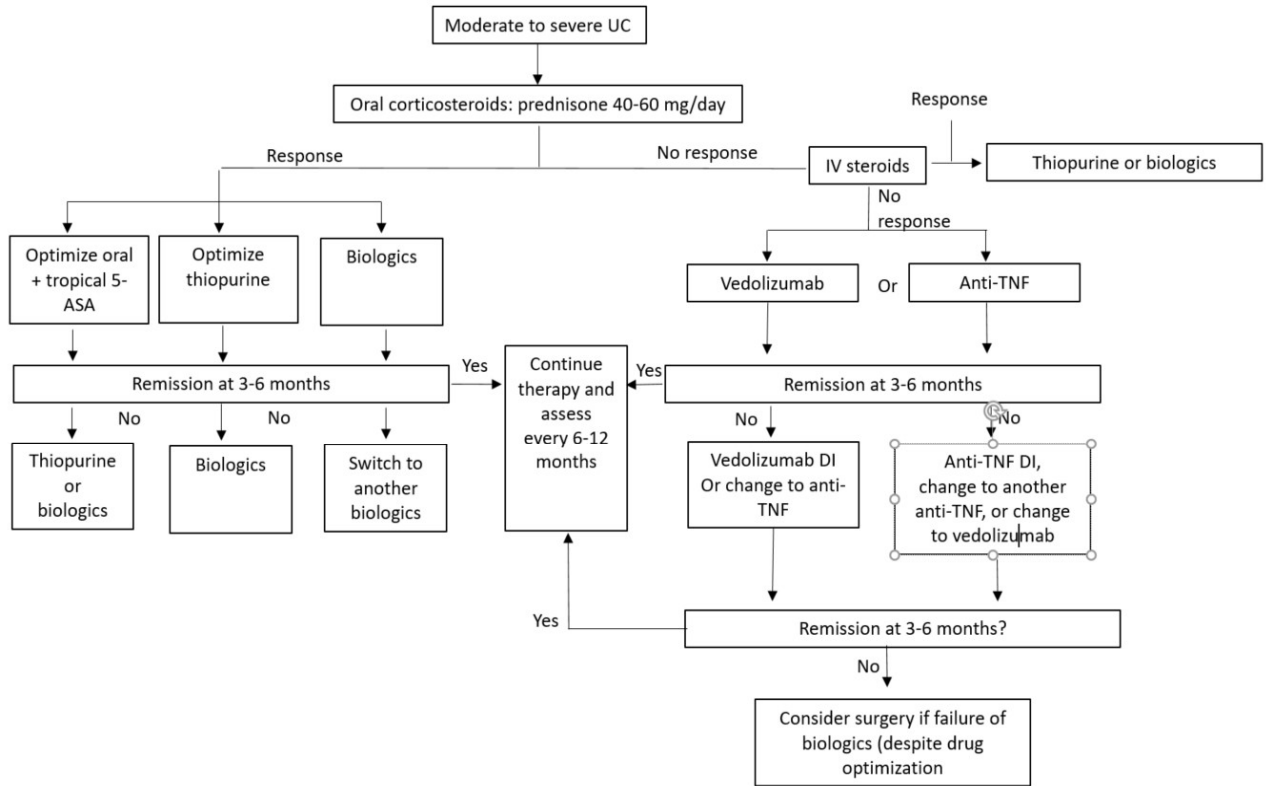 Moderate to severe UC
Oral corticosteroids: prednisone 40-60 mg/day
Response
Response
No response
IV steroids
Thiopurine or biologics
No
response
Optimize oral
+ tropical 5-
ASA
Optimize
thiopurine
Biologics
Vedolizumab
Or
Anti-TNF
Remission at 3-6 months
Yes
Continue
therapy and
assess
every 6-12
months
Yes
Remission at 3-6 months
No
No
No
No
Thiopurine
or
biologics
Biologics
Switch to
another
biologics
Vedolizumab DI
Or change to anti-
TNF
Anti-TNF DI,
change to another
anti-TNF, or change
to vedolizumab
Yes
Remission at 3-6 months?
No
Consider surgery if failure of
biologics (despite drug
optimization